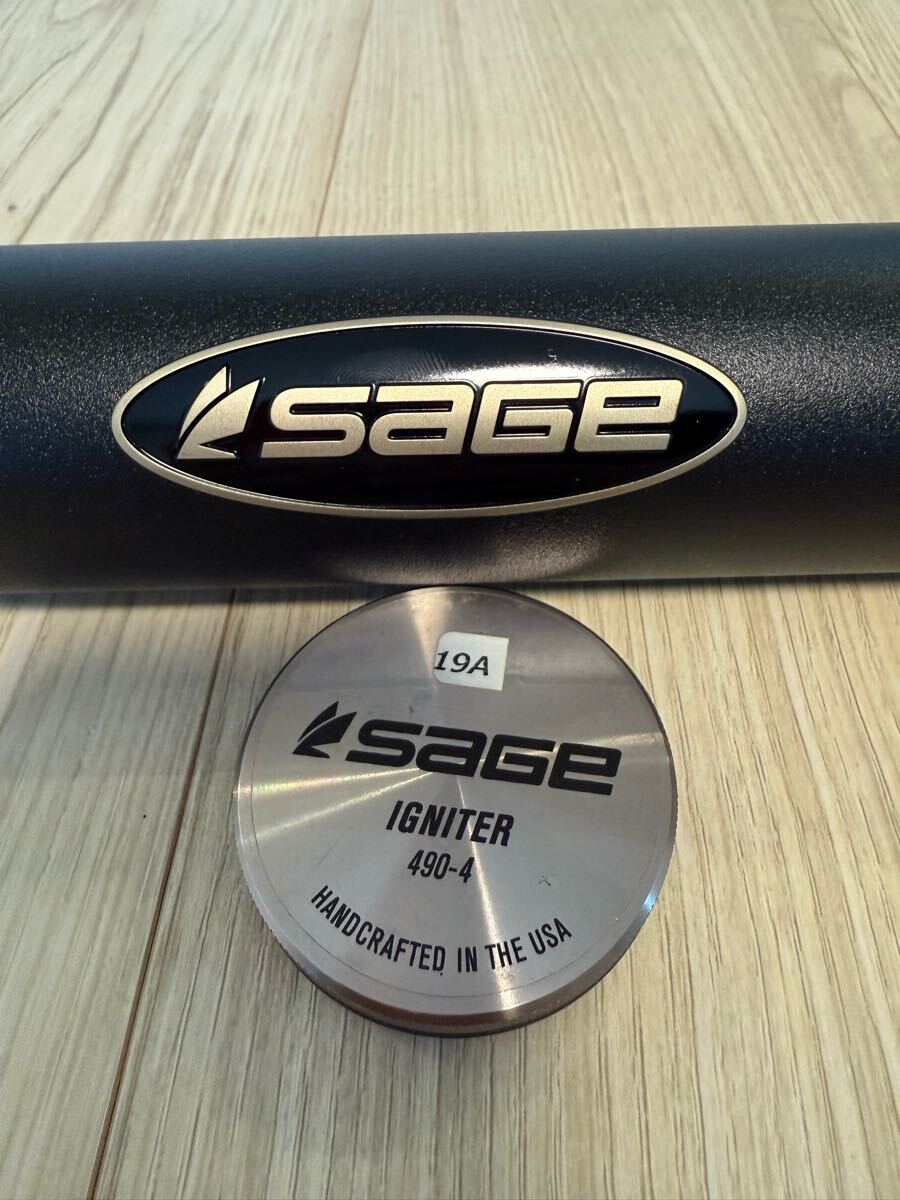 SAGE
19A
SAGE
IGNITER
490-4
HANDCRAFTED IN THE USA